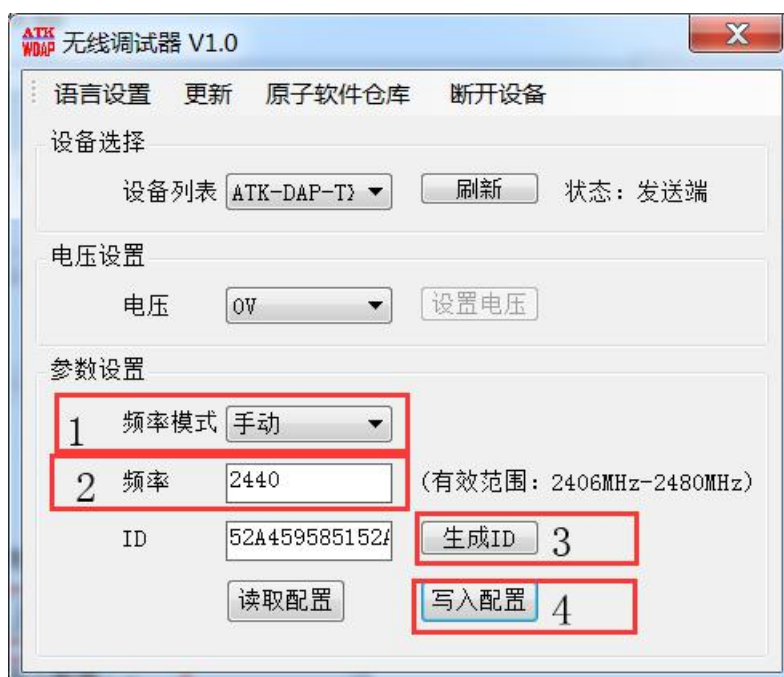 ATK
WDAP 无线调试器 V1.0
X
语言设置 更新 原子软件仓库 断开设备
设备选择
设备列表 ATK-DAP-TX 刷新 状态：发送端
电压设置
电压 0V 设置电压
参数设置
1 频率模式 手动
2 频率 2440 (有效范围：2406MHz-2480MHz)
ID 52A459585152A 生成ID 3
读取配置 写入配置 4